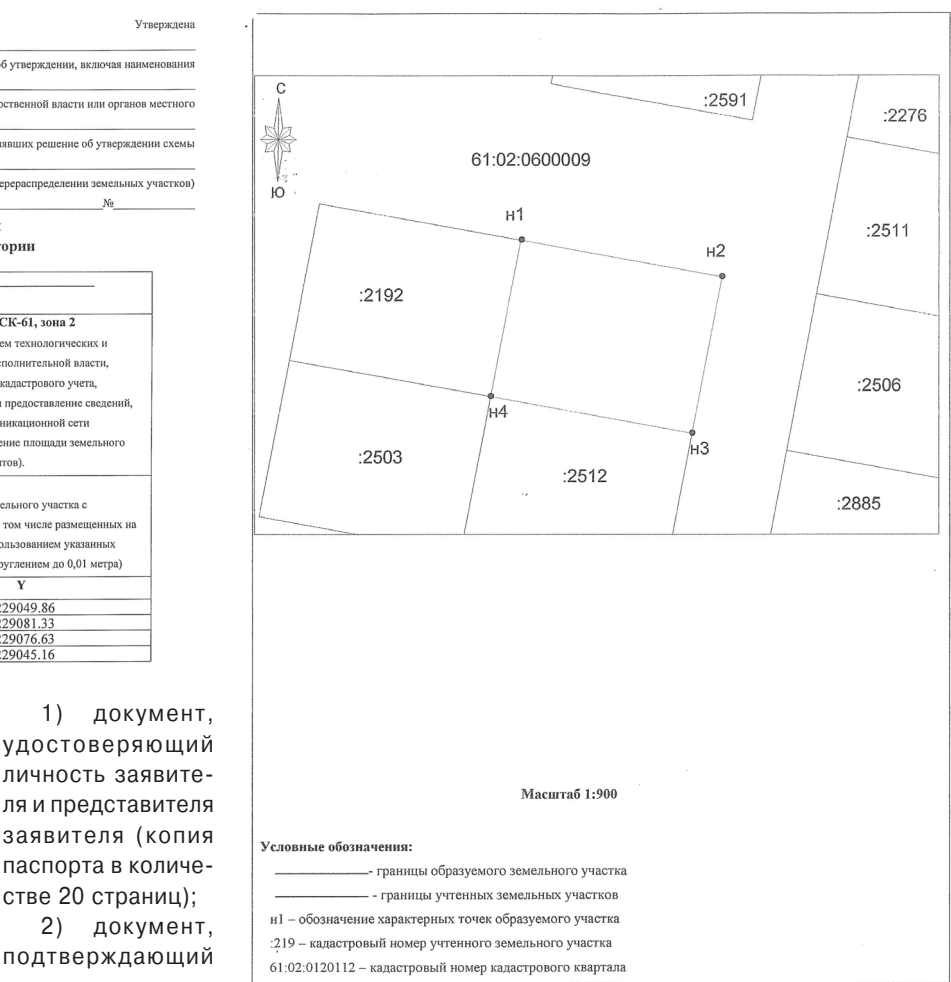 Утверждена
об утверждении, включая наименования
рственной власти или органов местного
явших решение об утверждении схемы
ерераспределении земельных участков)
№
тории
СК-61, зона 2
ем технологических и
сполнительной власти,
кадастрового учета,
и предоставление сведений,
никационной сети
ение площади земельного
нтов).
ельного участка с
том числе размещенных на
ользованием указанных
руглением до 0,01 метра)
Y
229049.86
229081.33
229076.63
229045.16
1) документ,
удостоверяющий
личность заявите-
ля и представителя
заявителя (копия
паспорта в количе-
стве 20 страниц);
2) документ,
подтверждающий
С
Ю
:2591
:2276
61:02:0600009
н1
:2511
н2
:2192
:2506
н4
н3
:2503
:2512
:2885
Масштаб 1:900
Условные обозначения:
- границы образуемого земельного участка
- границы учтенных земельных участков
н1 – обозначение характерных точек образуемого участка
:219 – кадастровый номер учтенного земельного участка
61:02:0120112 – кадастровый номер кадастрового квартала